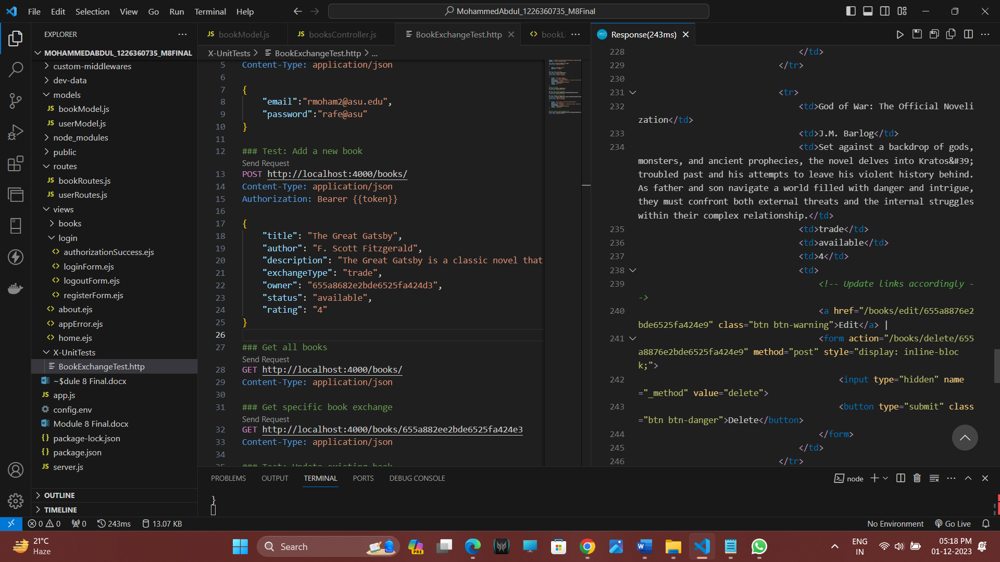 File Edit Selection View Go Run Terminal Help
MohammedAbdul_1226360735_M8Final
EXPLORER
MOHAMMEDABDUL_1226360735_M8FINAL
custom-middlewares
dev-data
models
JS bookModel.js
JS userModel.js
node_modules
public
routes
JS bookRoutes.js
JS userRoutes.js
views
books
login
<> authorizationSuccess.ejs
<> loginForm.ejs
<> logoutForm.ejs
<> registerForm.ejs
<> about.ejs
<> appError.ejs
<> home.ejs
X-UnitTests
BookExchangeTest.http
~$dule 8 Final.docx
JS app.js
config.env
Module 8 Final.docx
{} package-lock.json
{} package.json
JS server.js
OUTLINE
TIMELINE
JS bookModel.js JS booksController.js BookExchangeTest.http <> bookLi
X-UnitTests > BookExchangeTest.http > ...
5 Content-Type: application/json
6
7 {
8 "email":"rmoham2@asu.edu",
9 "password":"rafe@asu"
10 }
11
12 ### Test: Add a new book
Send Request
13 POST http://localhost:4000/books/
14 Content-Type: application/json
15 Authorization: Bearer {{token}}
16
17 {
18 "title": "The Great Gatsby",
19 "author": "F. Scott Fitzgerald",
20 "description": "The Great Gatsby is a classic novel that
21 "exchangeType": "trade",
22 "owner": "655a8682e2bde6525fa424d3",
23 "status": "available",
24 "rating": "4"
25 }
26
27 ### Get all books
Send Request
28 GET http://localhost:4000/books/
29 Content-Type: application/json
30
31 ### Get specific book exchange
Send Request
32 GET http://localhost:4000/books/655a882ee2bde6525fa424e3
33 Content-Type: application/json
34
35 ### Test: Update existing book
Response(243ms)
228 </td>
229 </tr>
230
231 <tr>
232 <td>God of War: The Official Noveli
zation</td>
233 <td>J.M. Barlog</td>
234 <td>Set against a backdrop of gods,
monsters, and ancient prophecies, the novel delves into Kratos&#39;
troubled past and his attempts to leave his violent history behind.
As father and son navigate a world filled with danger and intrigue,
they must confront both external threats and the internal struggles
within their complex relationship.</td>
235 <td>trade</td>
236 <td>available</td>
237 <td>4</td>
238 <td>
239 <!-- Update links accordingly -
->
240 <a href="/books/edit/655a8876e2
bde6525fa424e9" class="btn btn-warning">Edit</a> |
241 <form action="/books/delete/655
a8876e2bde6525fa424e9" method="post" style="display: inline-bloc
k;">
242 <input type="hidden" name
="_method" value="delete">
243 <button type="submit" class
="btn btn-danger">Delete</button>
244 </form>
245 </td>
246 </tr>
PROBLEMS OUTPUT TERMINAL PORTS DEBUG CONSOLE
node
}
0 0 0 243ms 13.07 KB
No Environment Go Live
21°C
Haze
Search
PRE
ENG
IN
05:18 PM
01-12-2023